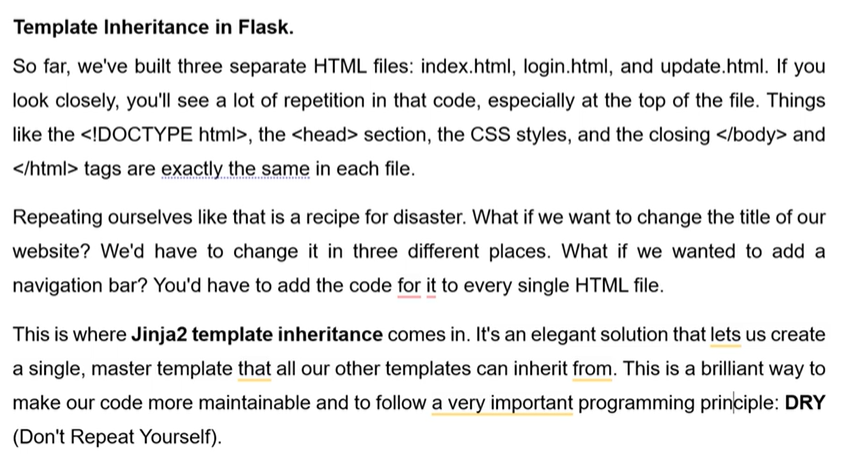 Template Inheritance in Flask.
So far, we've built three separate HTML files: index.html, login.html, and update.html. If you
look closely, you'll see a lot of repetition in that code, especially at the top of the file. Things
like the <!DOCTYPE html>, the <head> section, the CSS styles, and the closing </body> and
</html> tags are exactly the same in each file.
Repeating ourselves like that is a recipe for disaster. What if we want to change the title of our
website? We'd have to change it in three different places. What if we wanted to add a
navigation bar? You'd have to add the code for it to every single HTML file.
This is where Jinja2 template inheritance comes in. It's an elegant solution that lets us create
a single, master template that all our other templates can inherit from. This is a brilliant way to
make our code more maintainable and to follow a very important programming principle: DRY
(Don't Repeat Yourself).